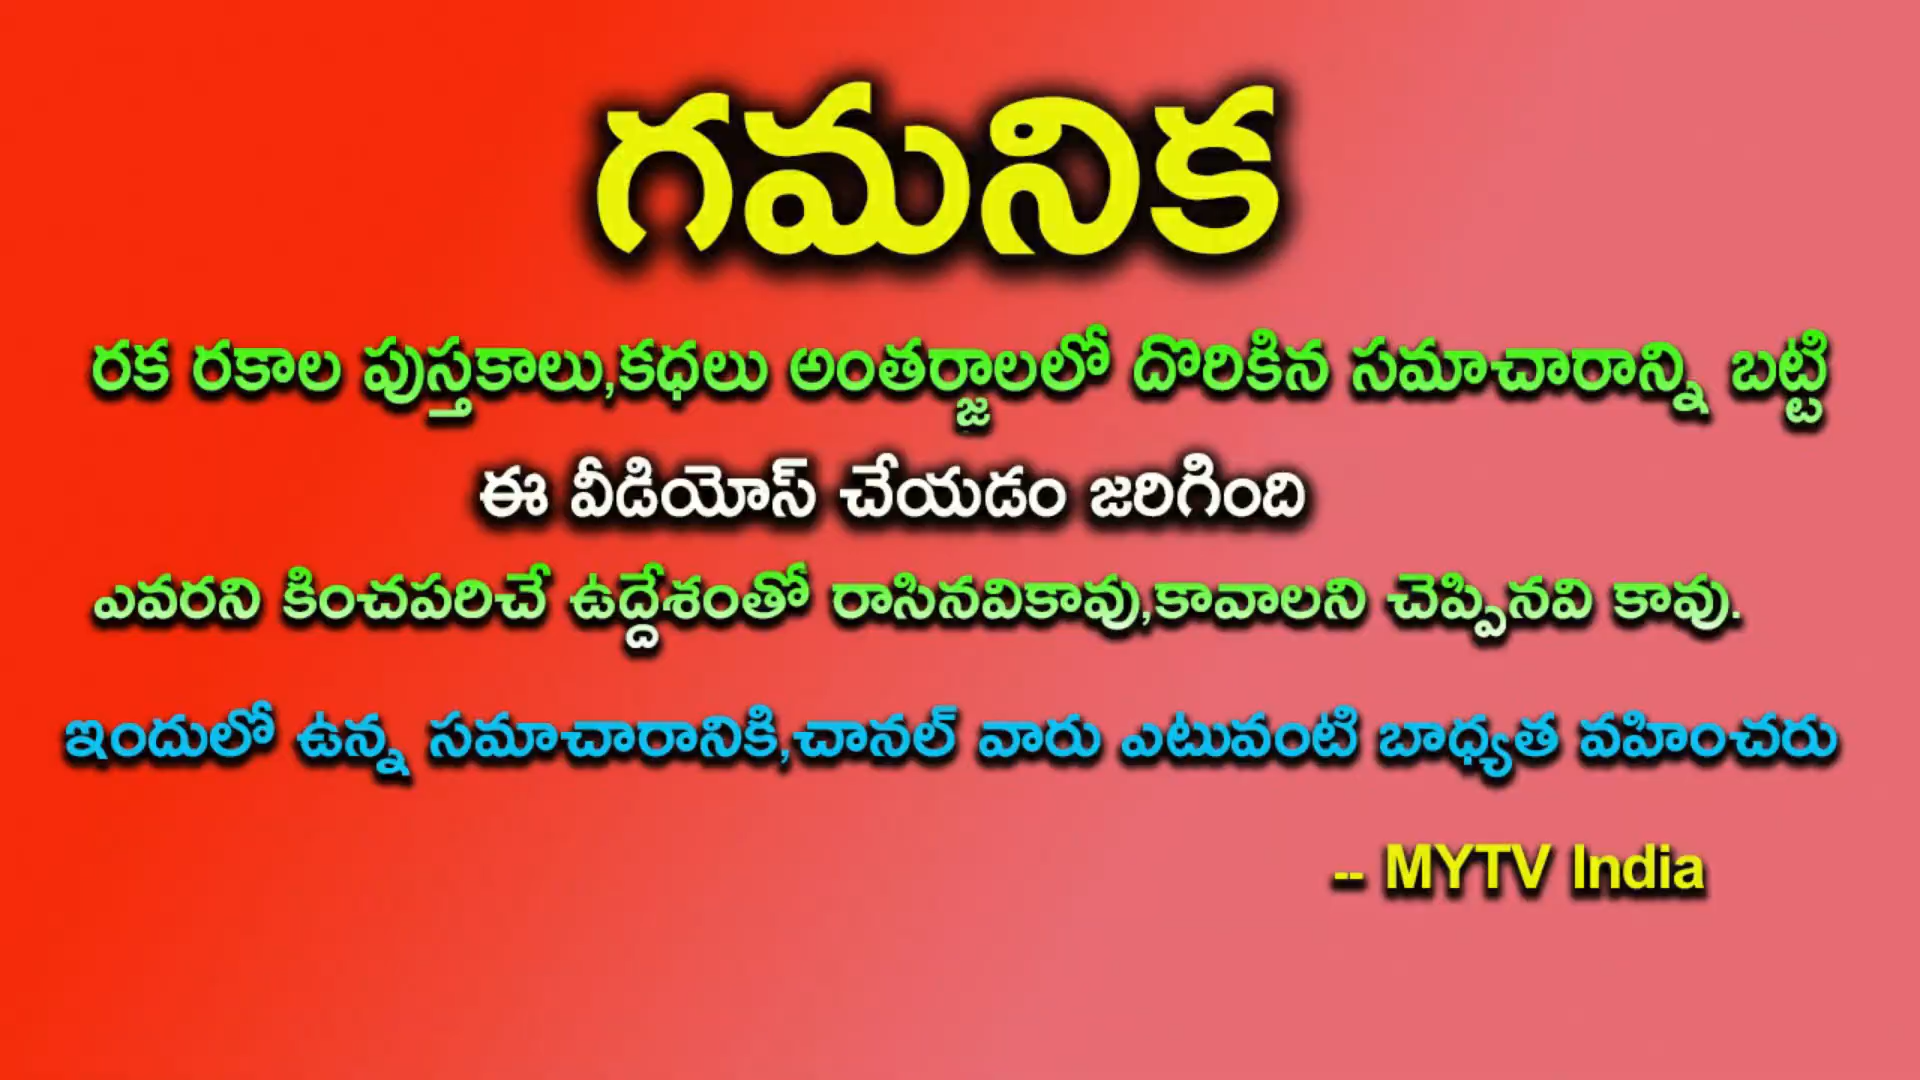 గమనిక
రక రకాల పుస్తకాలు,కధలు అంతర్జాలలో దొరికిన సమాచారాన్ని బట్టి
ఈ వీడియోస్ చేయడం జరిగింది
ఎవరని కించపరిచే ఉద్దేశంతో రాసినవికావు,కావాలని చెప్పినవి కావు.
ఇందులో ఉన్న సమాచారానికి,చానల్ వారు ఎటువంటి బాధ్యత వహించరు
-- MYTV India